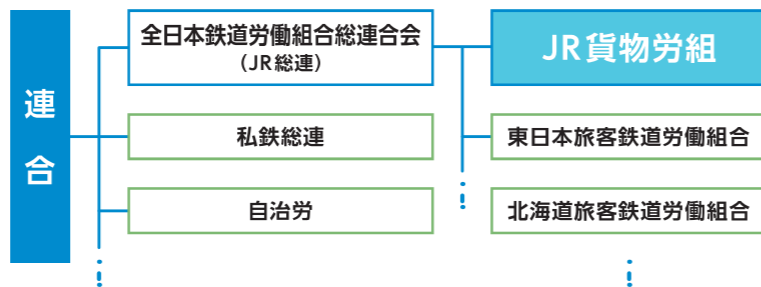 連合
全日本鉄道労働組合総連合会
(JR総連)
私鉄総連
自治労
JR貨物労組
東日本旅客鉄道労働組合
北海道旅客鉄道労働組合